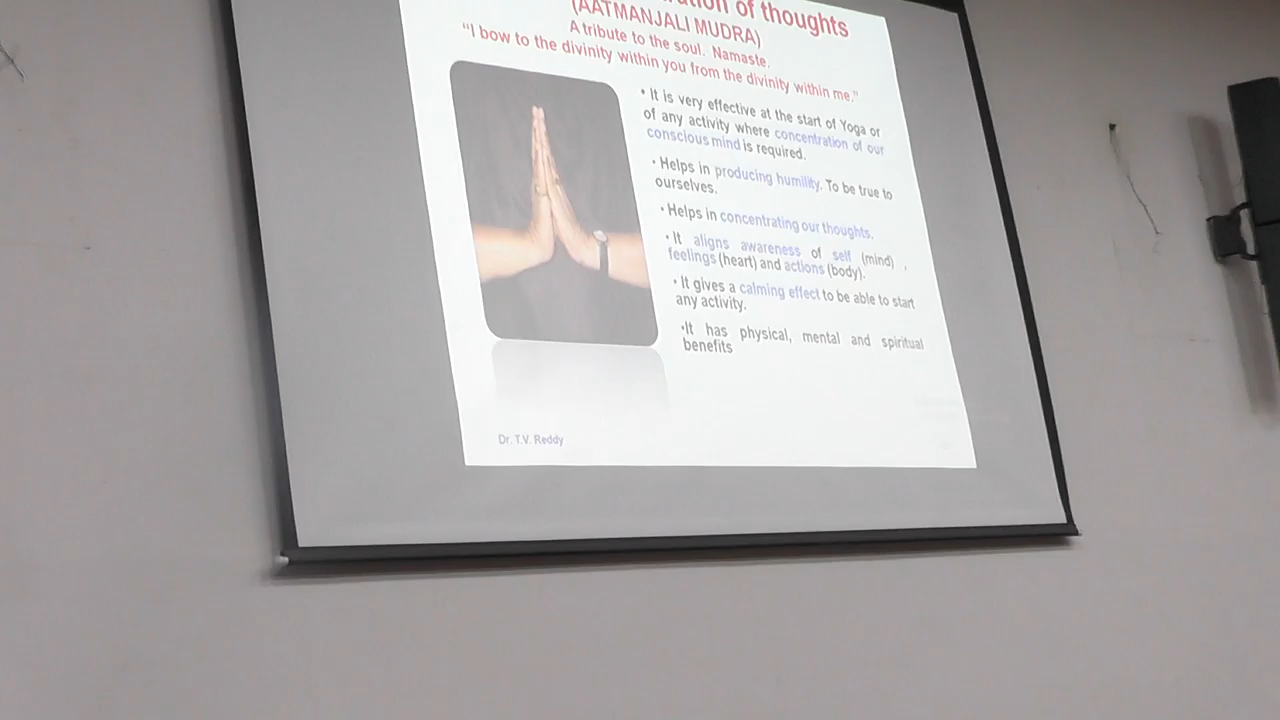 of thoughts
(AATMANJALI MUDRA)
A tribute to the soul. Namaste.
"I bow to the divinity within you from the divinity within me."
• It is very effective at the start of Yoga or
of any activity where concentration of our
conscious mind is required.
• Helps in producing humility. To be true to
ourselves.
• Helps in concentrating our thoughts.
• It aligns awareness of self (mind) ,
feelings (heart) and actions (body).
• It gives a calming effect to be able to start
any activity.
•It has physical, mental and spiritual
benefits
Dr. T.V. Reddy